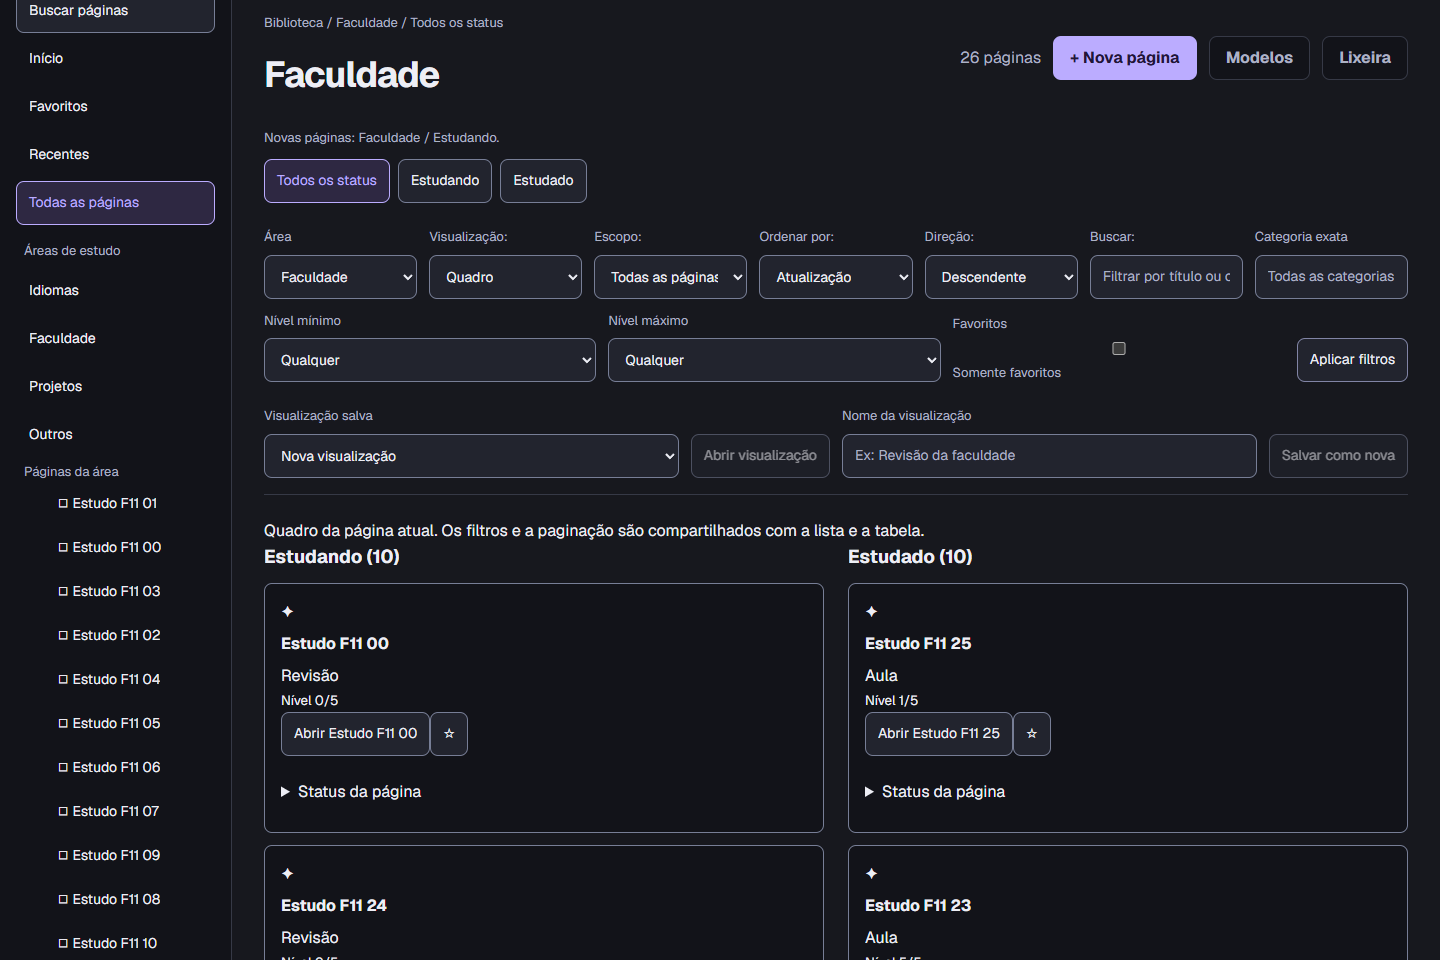 Buscar páginas
Início
Favoritos
Recentes
Todas as páginas
Áreas de estudo
Idiomas
Faculdade
Projetos
Outros
Páginas da área
Estudo F11 01
Estudo F11 00
Estudo F11 03
Estudo F11 02
Estudo F11 04
Estudo F11 05
Estudo F11 06
Estudo F11 07
Estudo F11 09
Estudo F11 08
Estudo F11 10
Biblioteca / Faculdade / Todos os status
Faculdade
26 páginas
+ Nova página
Modelos
Lixeira
Novas páginas: Faculdade / Estudando.
Todos os status
Estudando
Estudado
Área
Visualização:
Escopo:
Ordenar por:
Direção:
Buscar:
Categoria exata
Faculdade
Quadro
Todas as páginas
Atualização
Descendente
Filtrar por título ou c
Todas as categorias
Nível mínimo
Nível máximo
Favoritos
Qualquer
Qualquer
Somente favoritos
Aplicar filtros
Visualização salva
Nome da visualização
Nova visualização
Abrir visualização
Ex: Revisão da faculdade
Salvar como nova
Quadro da página atual. Os filtros e a paginação são compartilhados com a lista e a tabela.
Estudando (10)
Estudo F11 00
Revisão
Nível 0/5
Abrir Estudo F11 00
Status da página
Estudo F11 24
Revisão
Estudado (10)
Estudo F11 25
Aula
Nível 1/5
Abrir Estudo F11 25
Status da página
Estudo F11 23
Aula